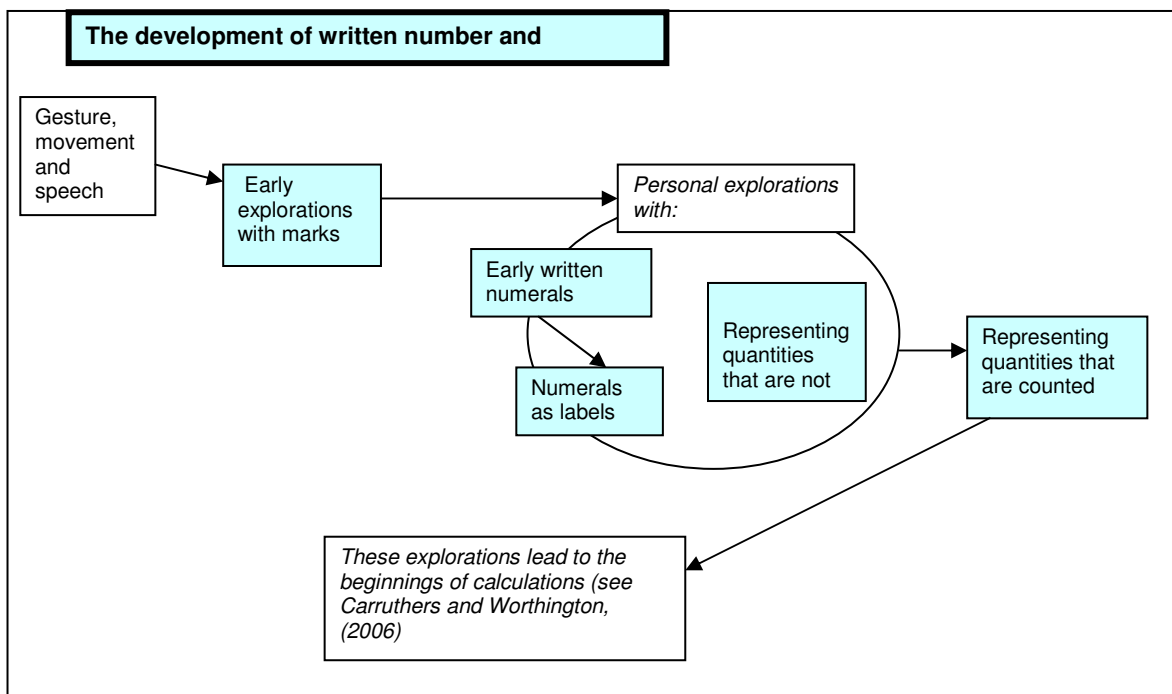 The development of written number and
Gesture,
movement
and
speech
Early
explorations
with marks
Personal explorations
with:
Early written
numerals
Numerals
as labels
Representing
quantities
that are not
Representing
quantities that
are counted
These explorations lead to the
beginnings of calculations (see
Carruthers and Worthington,
(2006)